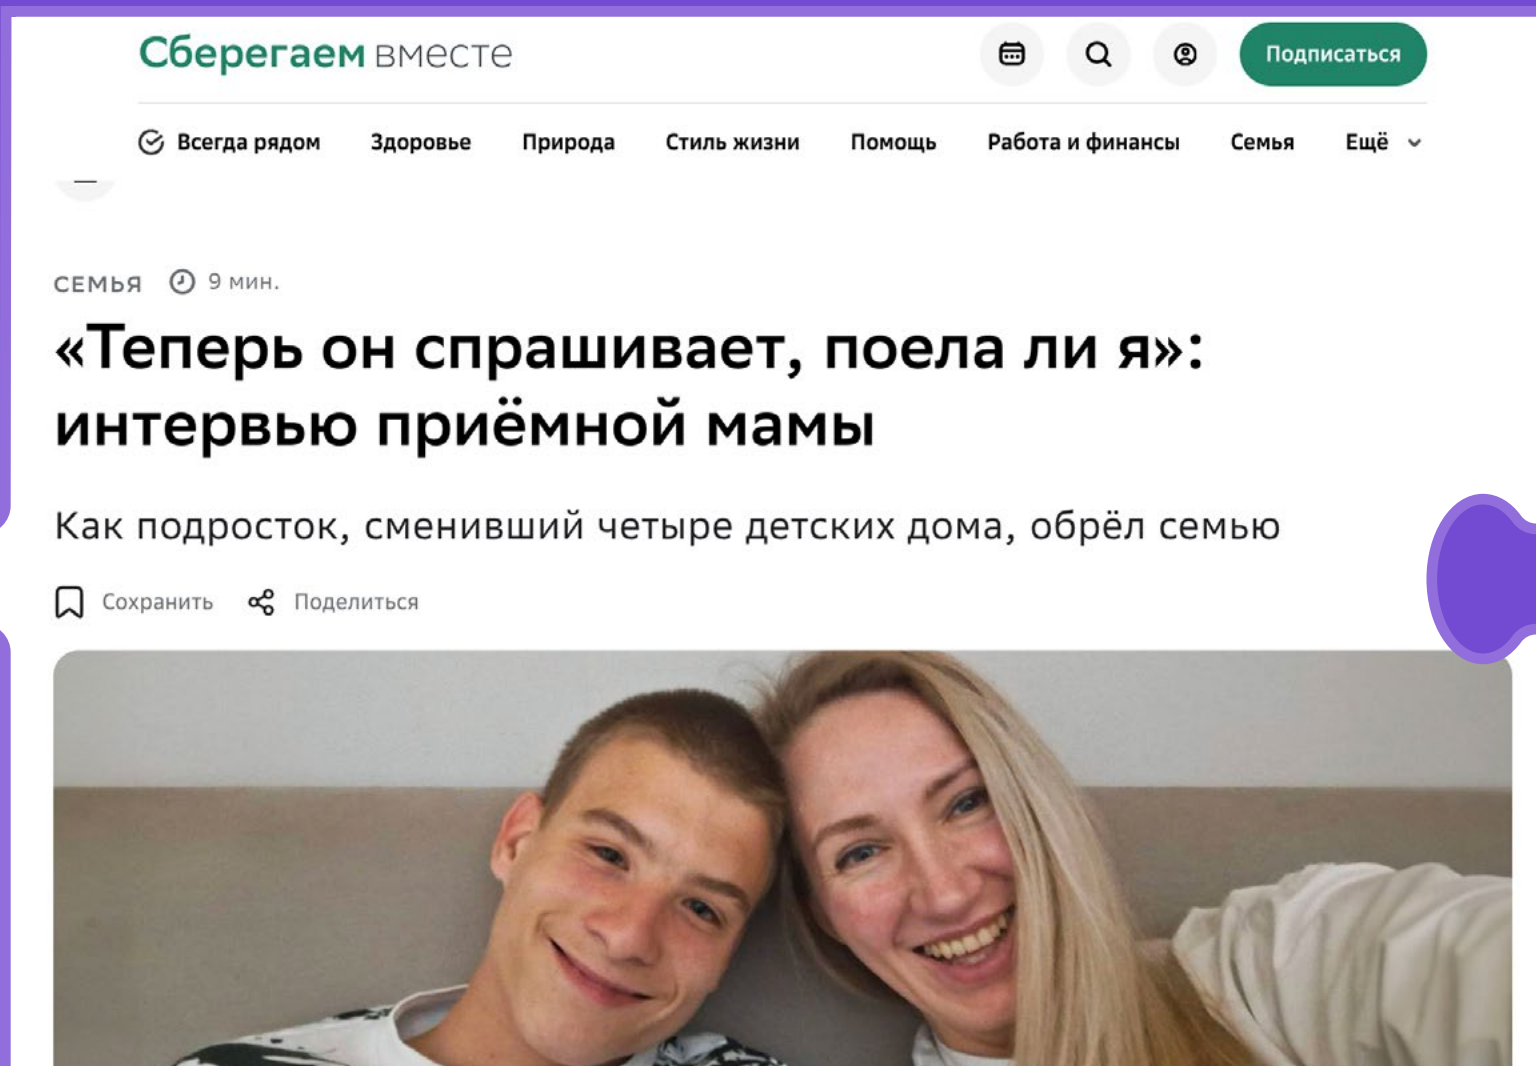 Сберегаем вместе
Подписаться
Всегда рядом Здоровье Природа Стиль жизни Помощь Работа и финансы Семья Ещё
СЕМЬЯ 9 мин.
«Теперь он спрашивает, поела ли я»:
интервью приёмной мамы
Как подросток, сменивший четыре детских дома, обрёл семью
Сохранить Поделиться